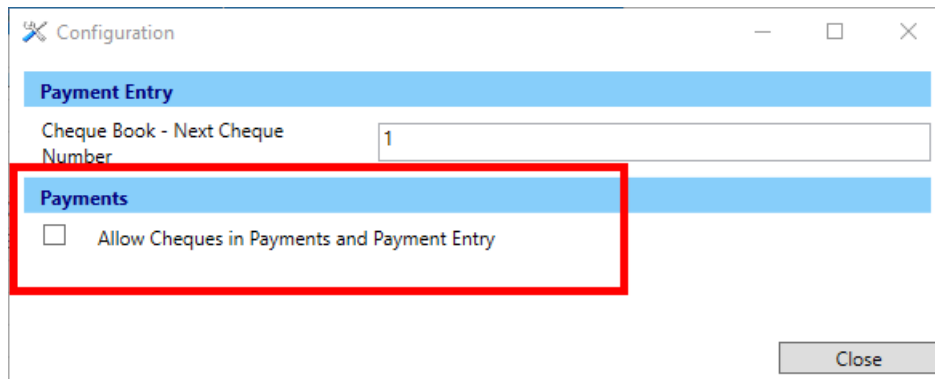 Configuration
Payment Entry
Cheque Book - Next Cheque
Number
1
Payments
Allow Cheques in Payments and Payment Entry
Close